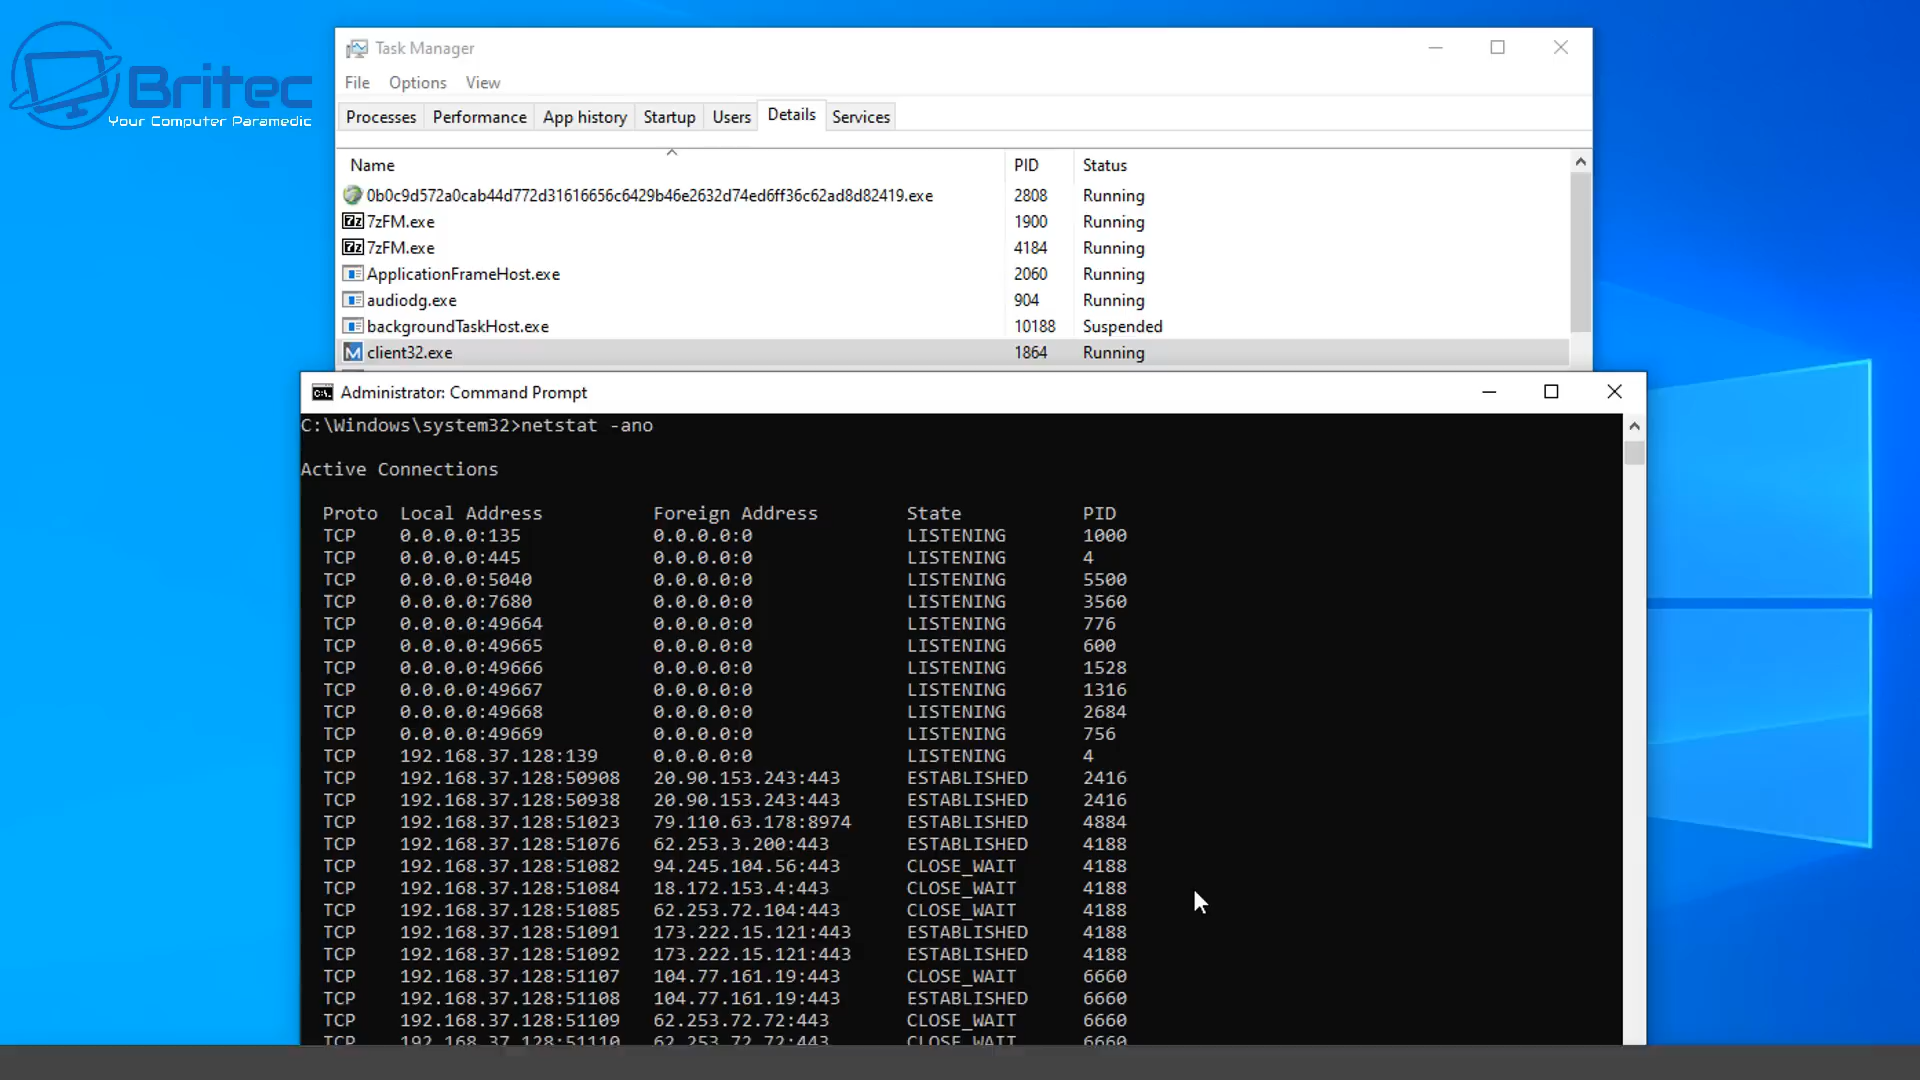 Britec
Your Computer Paramedic
Task Manager
File Options View
Processes Performance App history Startup Users Details Services
Name PID Status
0b0c9d572a0cab44d772d31616656c6429b46e2632d74ed6ff36c62ad8d82419.exe 2808 Running
7zFM.exe 1900 Running
7zFM.exe 4184 Running
ApplicationFrameHost.exe 2060 Running
audiodg.exe 904 Running
backgroundTaskHost.exe 10188 Suspended
client32.exe 1864 Running
Administrator: Command Prompt
C:\Windows\system32>netstat -ano
Active Connections
Proto Local Address Foreign Address State PID
TCP 0.0.0.0:135 0.0.0.0:0 LISTENING 1000
TCP 0.0.0.0:445 0.0.0.0:0 LISTENING 4
TCP 0.0.0.0:5040 0.0.0.0:0 LISTENING 5500
TCP 0.0.0.0:7680 0.0.0.0:0 LISTENING 3560
TCP 0.0.0.0:49664 0.0.0.0:0 LISTENING 776
TCP 0.0.0.0:49665 0.0.0.0:0 LISTENING 600
TCP 0.0.0.0:49666 0.0.0.0:0 LISTENING 1528
TCP 0.0.0.0:49667 0.0.0.0:0 LISTENING 1316
TCP 0.0.0.0:49668 0.0.0.0:0 LISTENING 2684
TCP 0.0.0.0:49669 0.0.0.0:0 LISTENING 756
TCP 192.168.37.128:139 0.0.0.0:0 LISTENING 4
TCP 192.168.37.128:50908 20.90.153.243:443 ESTABLISHED 2416
TCP 192.168.37.128:50938 20.90.153.243:443 ESTABLISHED 2416
TCP 192.168.37.128:51023 79.110.63.178:8974 ESTABLISHED 4884
TCP 192.168.37.128:51076 62.253.3.200:443 ESTABLISHED 4188
TCP 192.168.37.128:51082 94.245.104.56:443 CLOSE_WAIT 4188
TCP 192.168.37.128:51084 18.172.153.4:443 CLOSE_WAIT 4188
TCP 192.168.37.128:51085 62.253.72.104:443 CLOSE_WAIT 4188
TCP 192.168.37.128:51091 173.222.15.121:443 ESTABLISHED 4188
TCP 192.168.37.128:51092 173.222.15.121:443 ESTABLISHED 4188
TCP 192.168.37.128:51107 104.77.161.19:443 CLOSE_WAIT 6660
TCP 192.168.37.128:51108 104.77.161.19:443 ESTABLISHED 6660
TCP 192.168.37.128:51109 62.253.72.72:443 CLOSE_WAIT 6660
TCP 192.168.37.128:51110 62.253.72.72:443 CLOSE_WAIT 6660